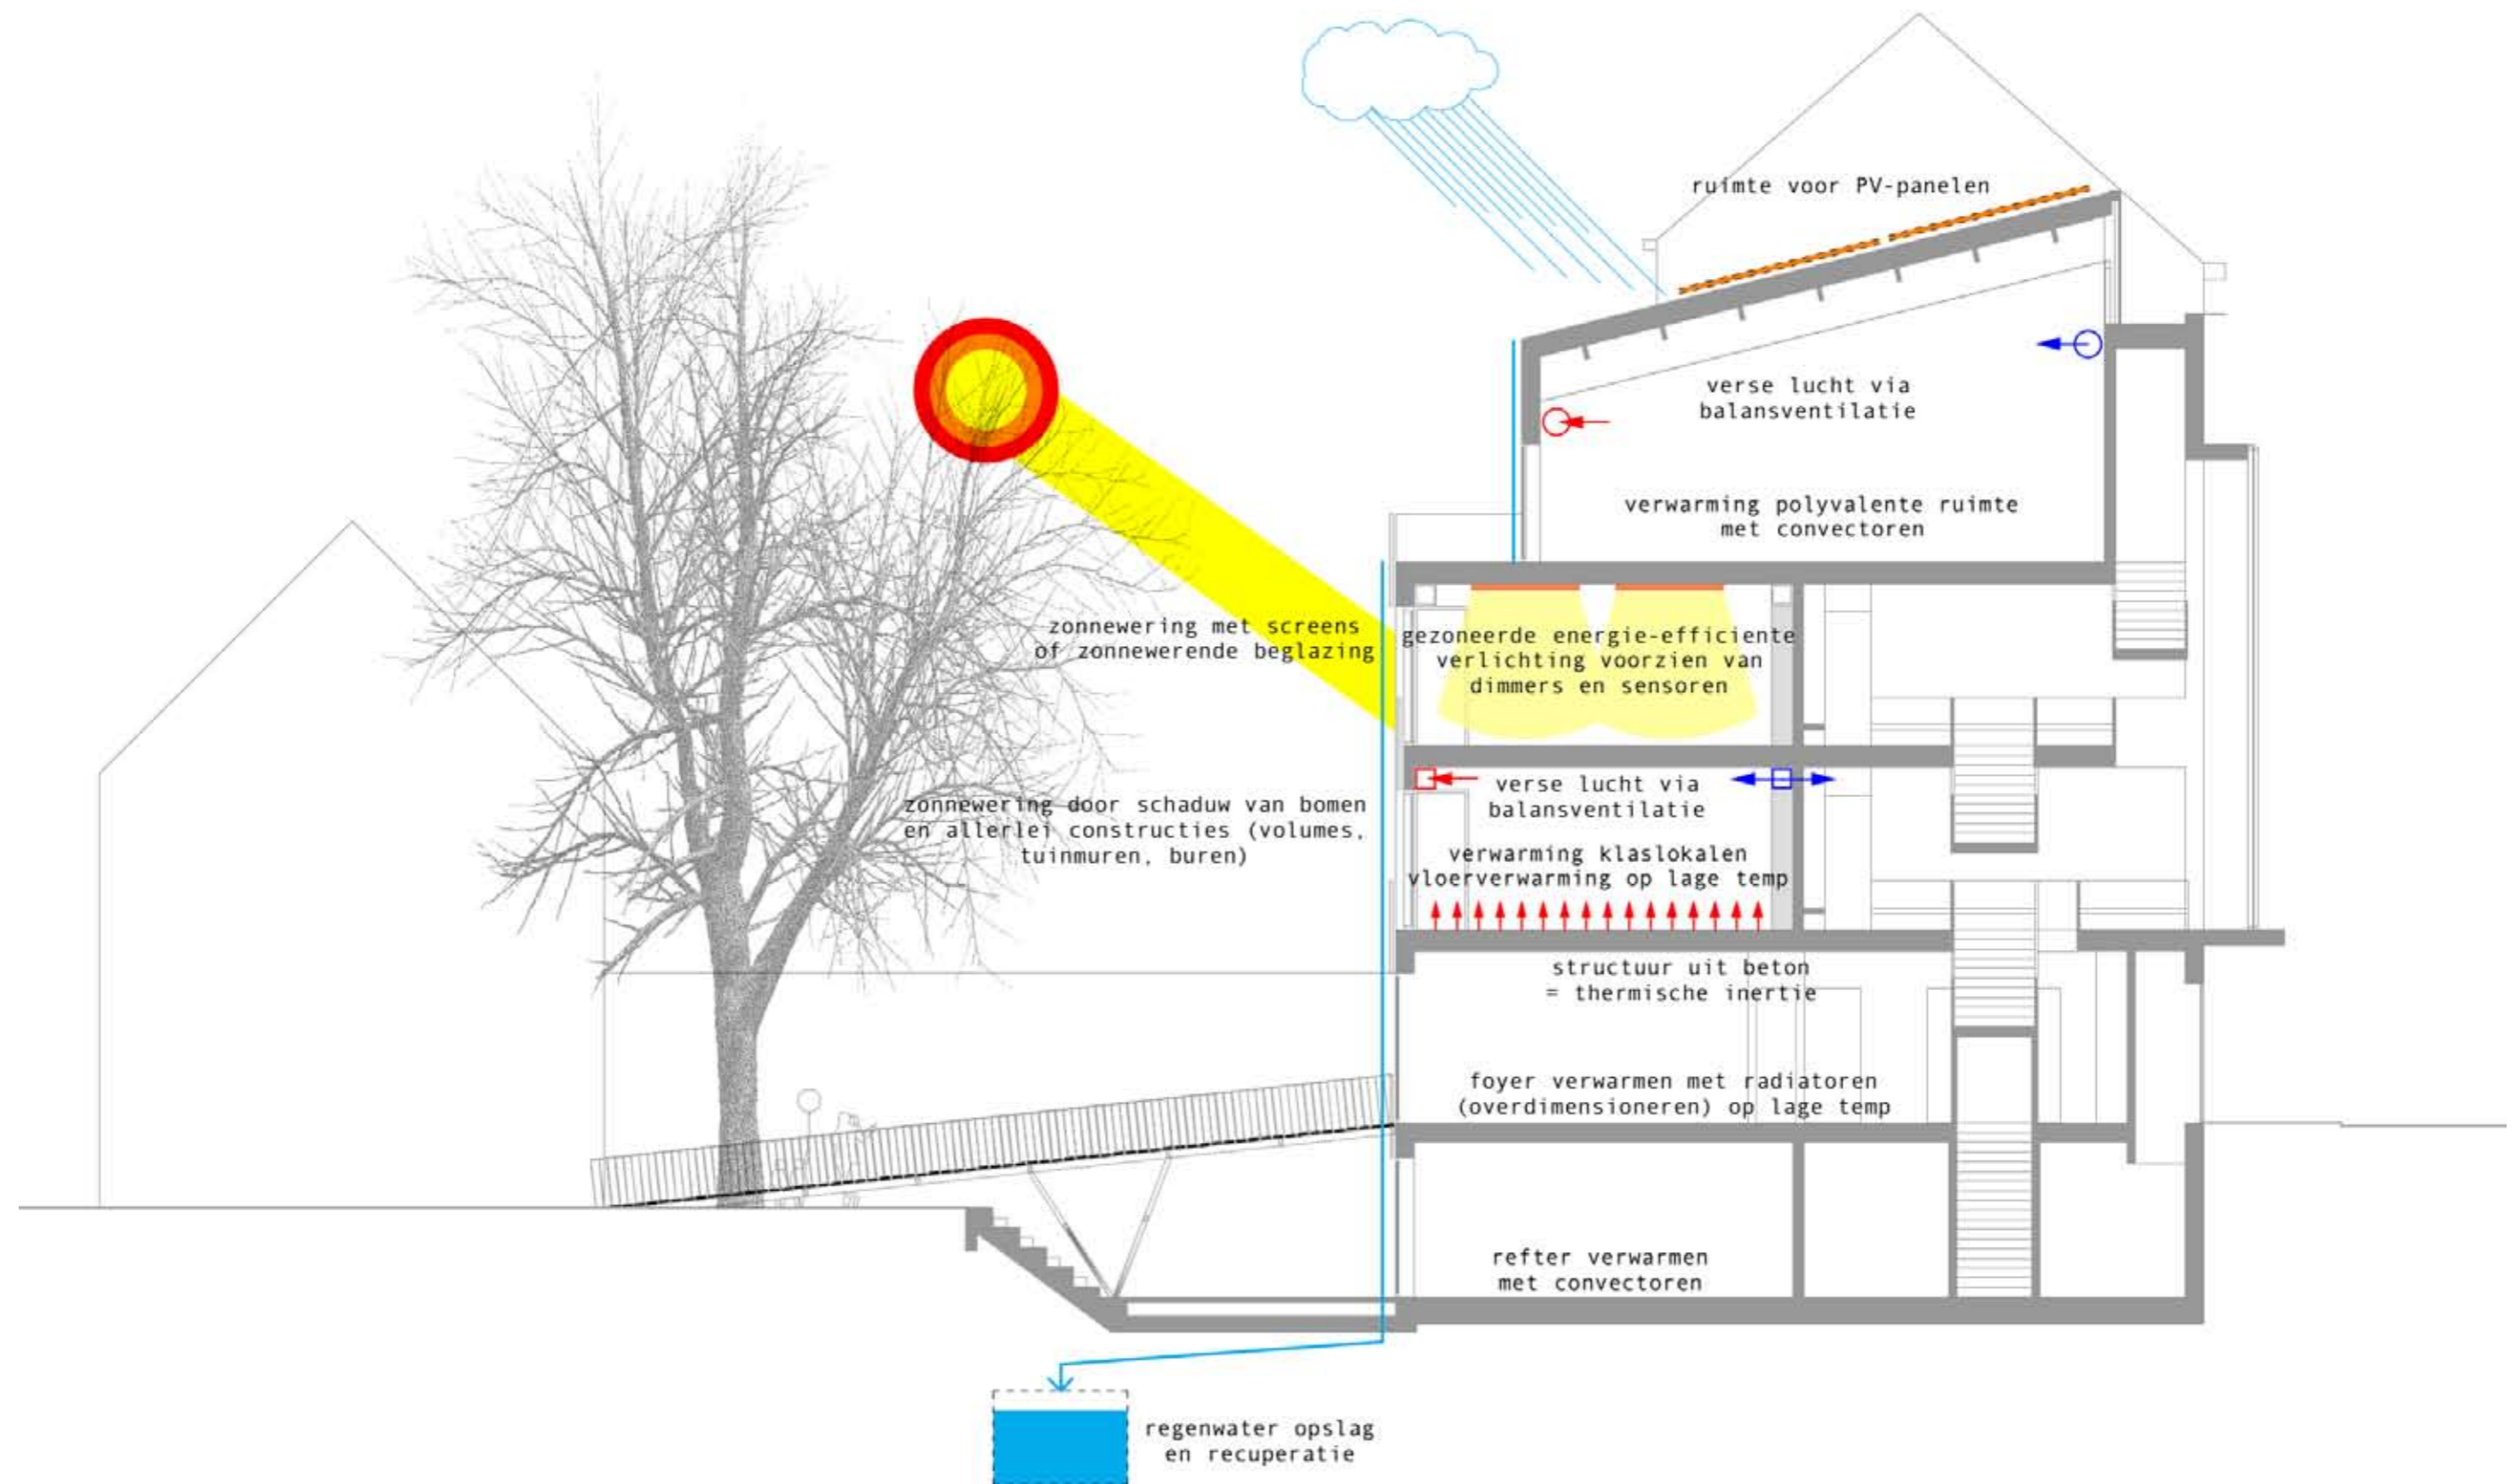 ruimte voor PV-panelen
verse lucht via
balansventilatie
verwarming polyvalente ruimte
met convectoren
zonnewering met screens
of zonnewerende beglazing
gezoneerde energie-efficiente
verlichting voorzien van
dimmers en sensoren
zonnewering door schaduw van bomen
en allerlei constructies (volumes,
tuinmuren, buren)
verse lucht via
balansventilatie
verwarming klaslokalen
vloerverwarming op lage temp
structuur uit beton
= thermische inertie
foyer verwarmen met radiatoren
(overdimensioneren) op lage temp
refter verwarmen
met convectoren
regenwater opslag
en recuperatie